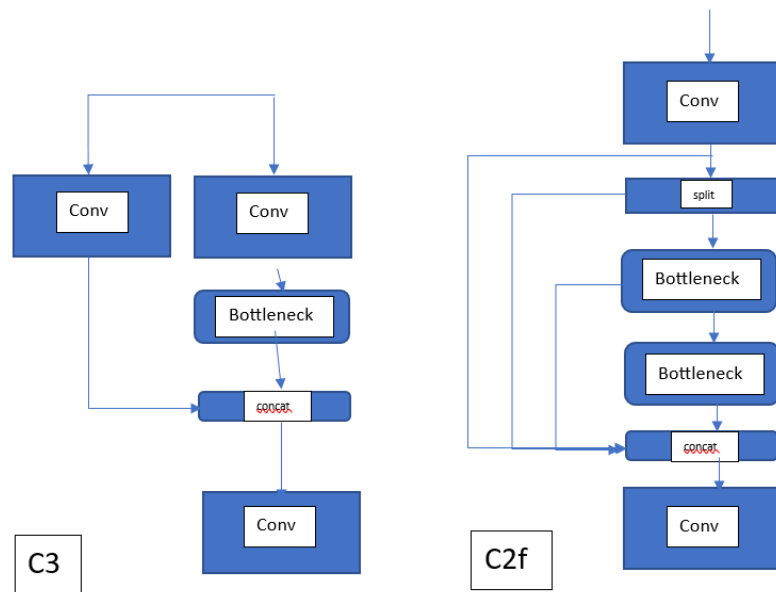 Conv
Conv
Bottleneck
concat
Conv
C3
Conv
split
Bottleneck
Bottleneck
concat
Conv
C2f